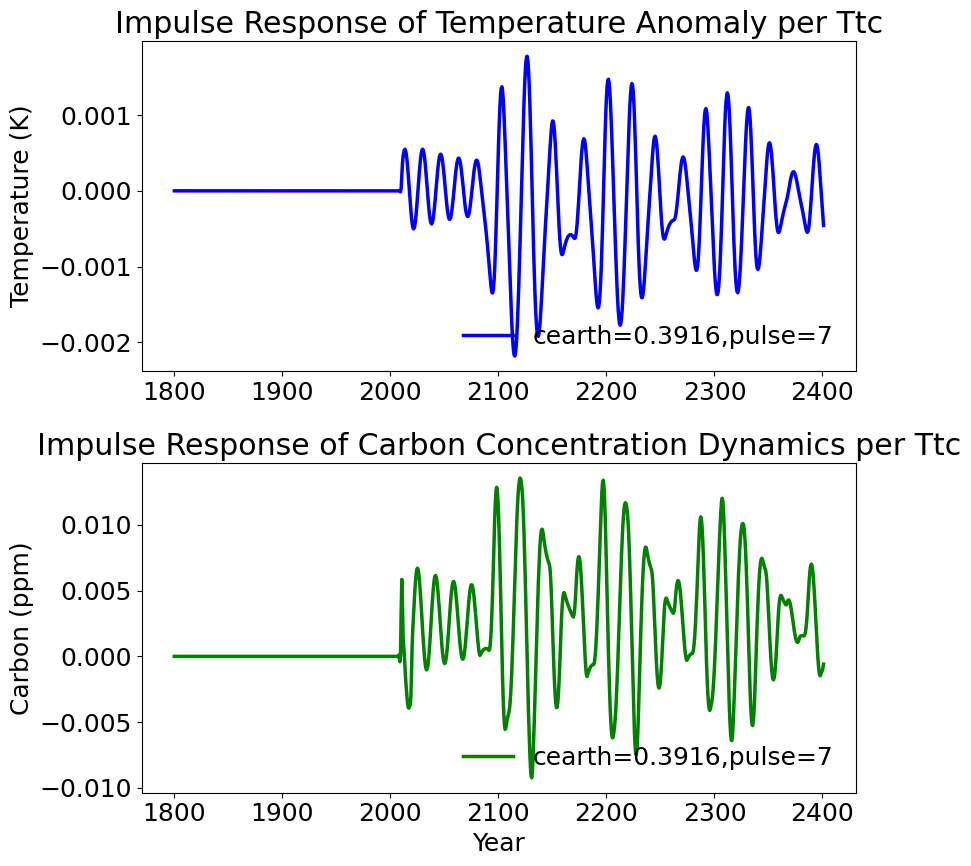 Impulse Response of Temperature Anomaly per Ttc
Temperature (K)
0.001
0.000
−0.001
−0.002
cearth=0.3916,pulse=7
1800 1900 2000 2100 2200 2300 2400
Impulse Response of Carbon Concentration Dynamics per Ttc
Carbon (ppm)
0.010
0.005
0.000
−0.005
−0.010
cearth=0.3916,pulse=7
1800 1900 2000 2100 2200 2300 2400
Year